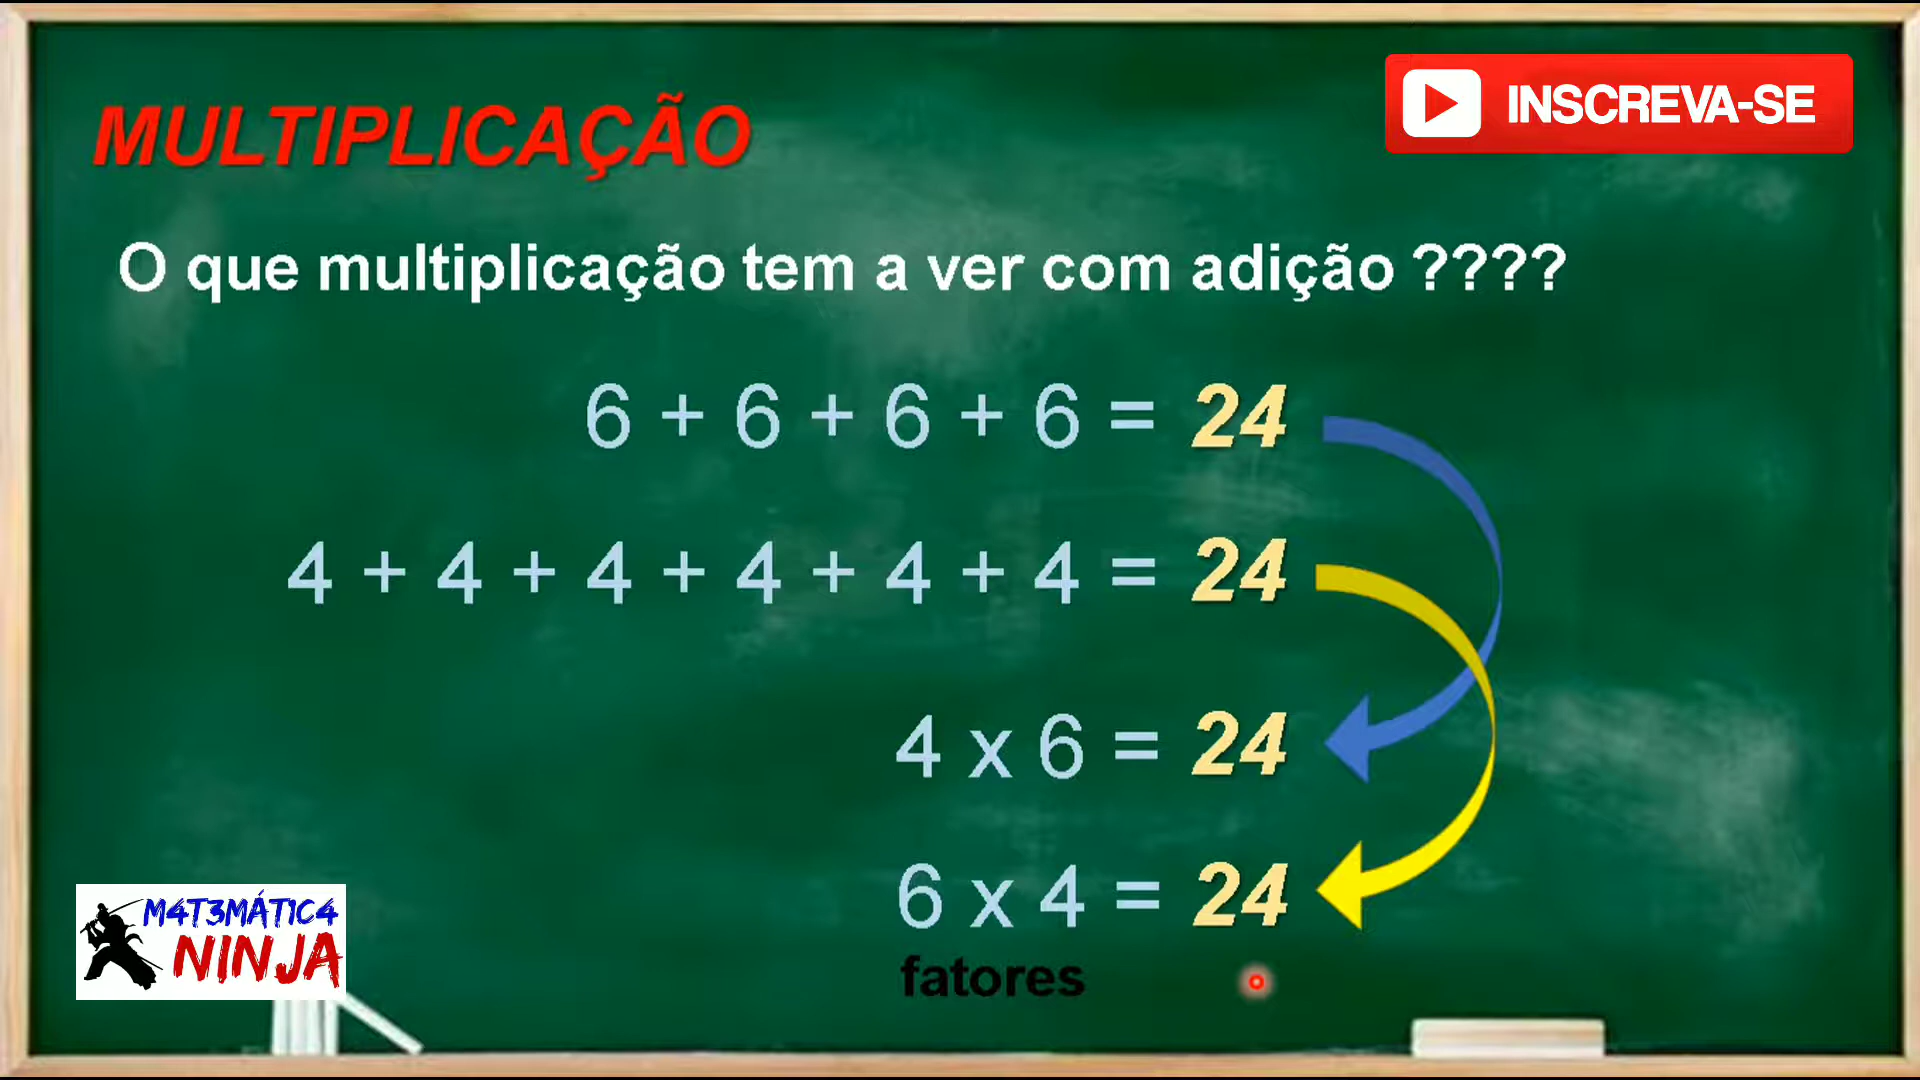 MULTIPLICAÇÃO
INSCREVA-SE
O que multiplicação tem a ver com adição ????
6 + 6 + 6 + 6 = 24
4 + 4 + 4 + 4 + 4 + 4 = 24
4 x 6 = 24
6 x 4 = 24
fatores
M4T3MÁTIC4
NINJA